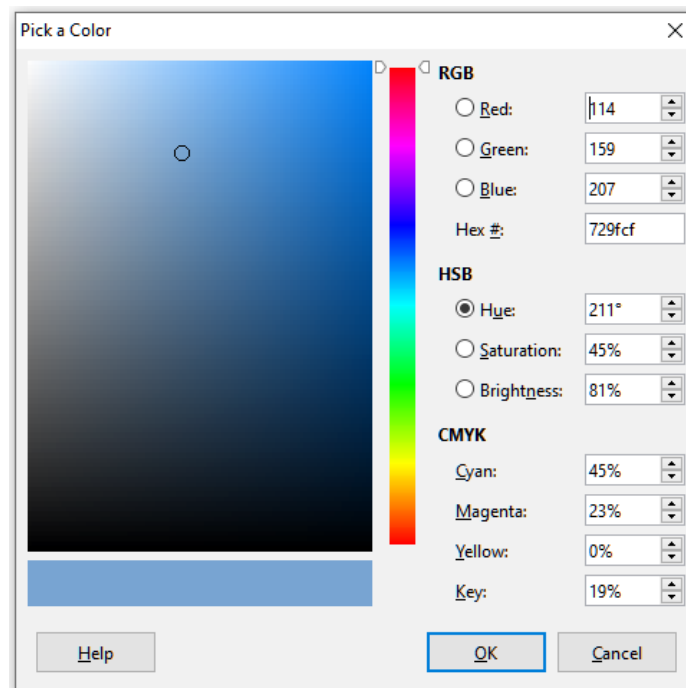 Pick a Color
RGB
Red: 114
Green: 159
Blue: 207
Hex #: 729fcf
HSB
Hue: 211°
Saturation: 45%
Brightness: 81%
CMYK
Cyan: 45%
Magenta: 23%
Yellow: 0%
Key: 19%
Help OK Cancel